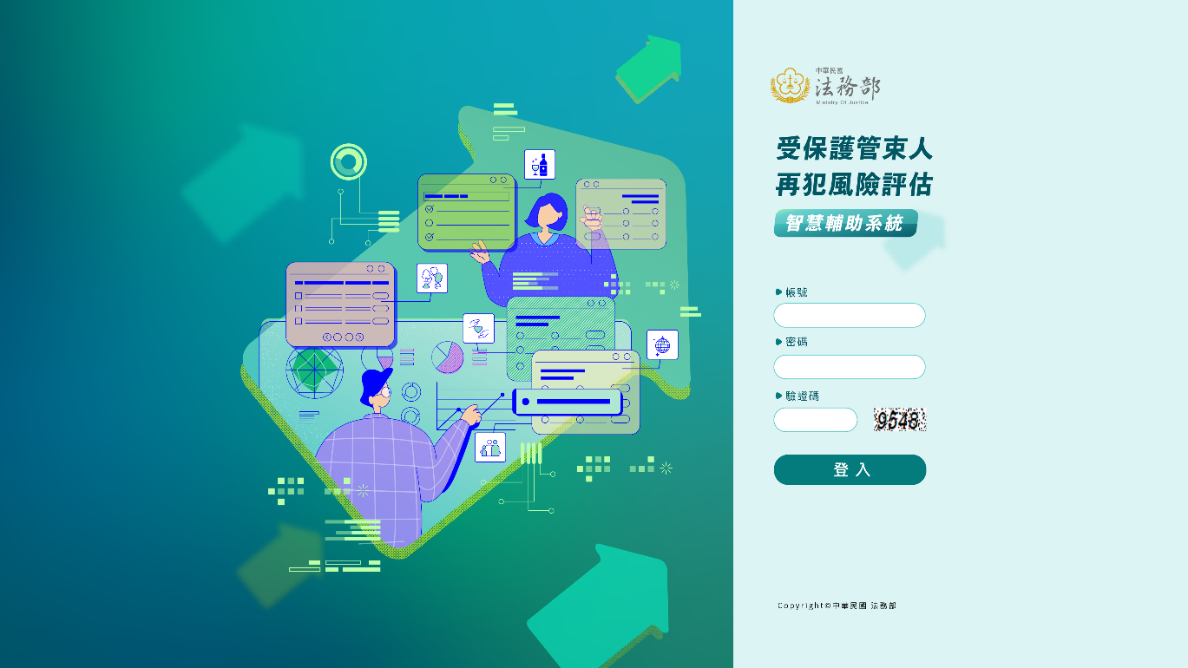 中華民國
法務部
Ministry Of Justice
受保護管束人
再犯風險評估
智慧輔助系統
帳號
密碼
驗證碼
9548
登入
Copyright©中華民國 法務部